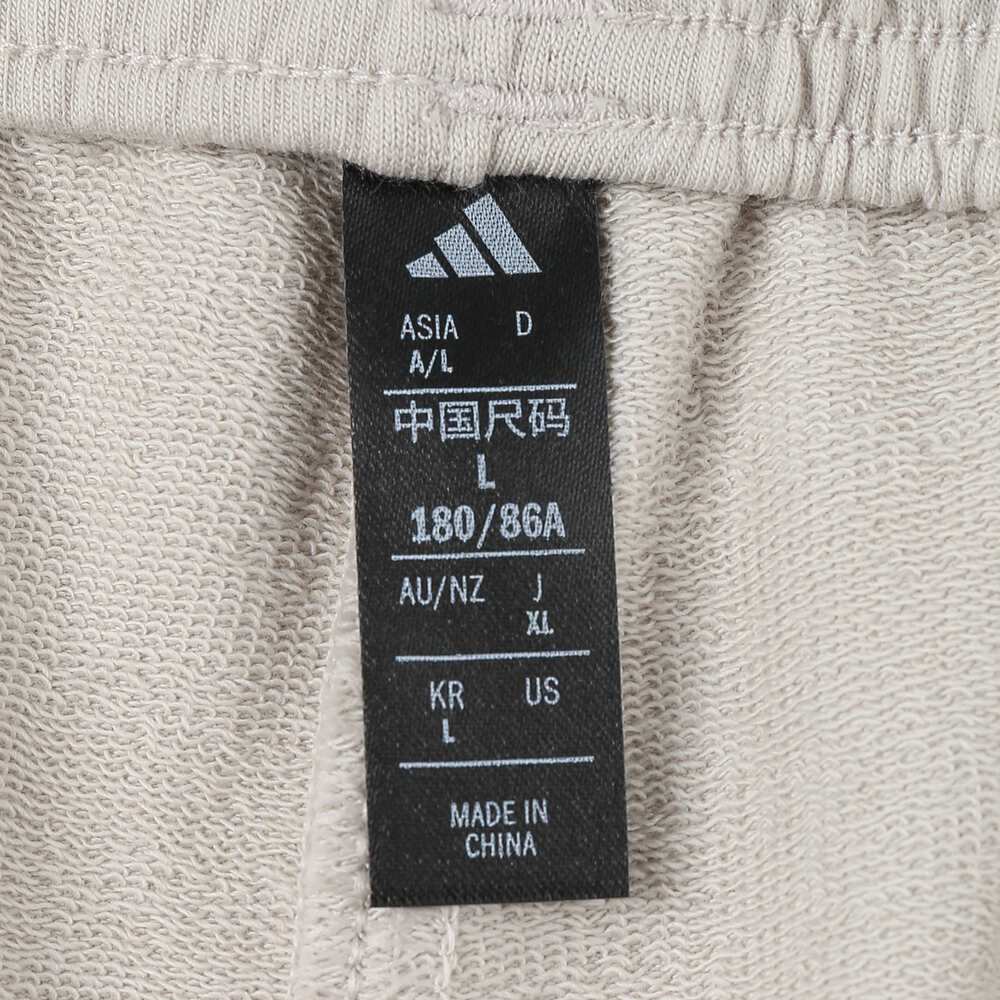 ASIA D
A/L
中国尺码
L
180/86A
AU/NZ J
XL
KR US
L
MADE IN
CHINA